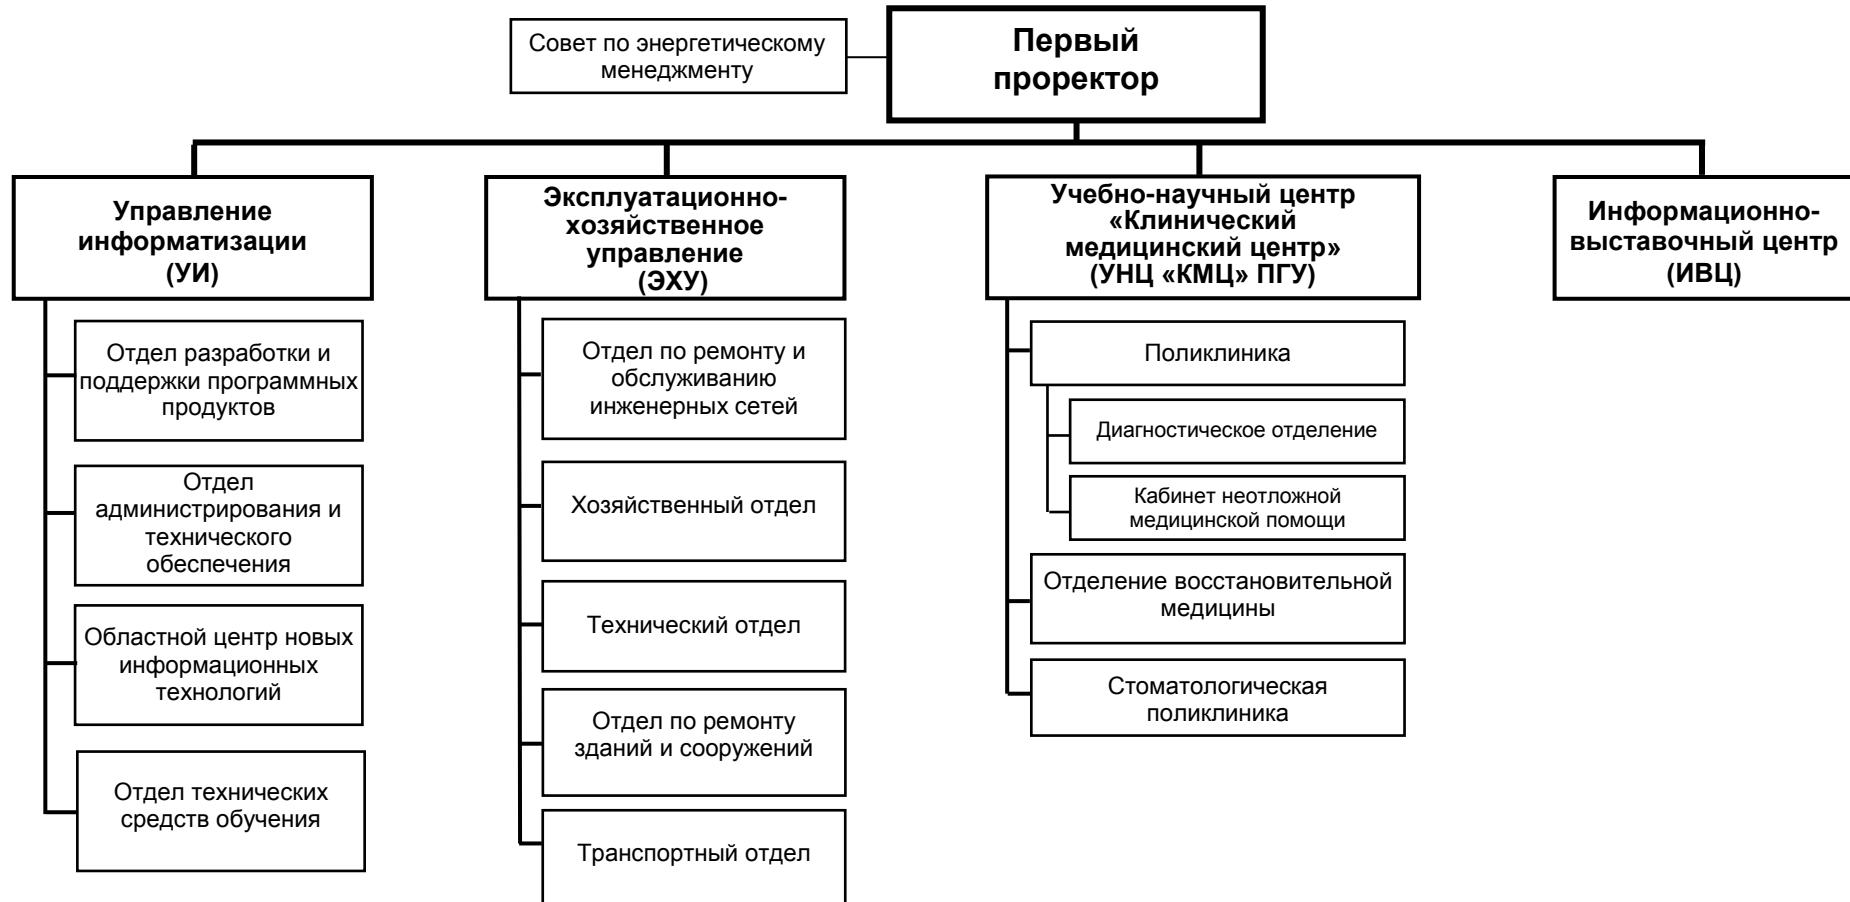 Совет по энергетическому
менеджменту
Первый
проректор
Управление
информатизации
(УИ)
Отдел разработки и
поддержки программных
продуктов
Отдел
администрирования и
технического
обеспечения
Областной центр новых
информационных
технологий
Отдел технических
средств обучения
Эксплуатационно-
хозяйственное
управление
(ЭХУ)
Отдел по ремонту и
обслуживанию
инженерных сетей
Хозяйственный отдел
Технический отдел
Отдел по ремонту
зданий и сооружений
Транспортный отдел
Учебно-научный центр
«Клинический
медицинский центр»
(УНЦ «КМЦ» ПГУ)
Поликлиника
Диагностическое отделение
Кабинет неотложной
медицинской помощи
Отделение восстановительной
медицины
Стоматологическая
поликлиника
Информационно-
выставочный центр
(ИВЦ)